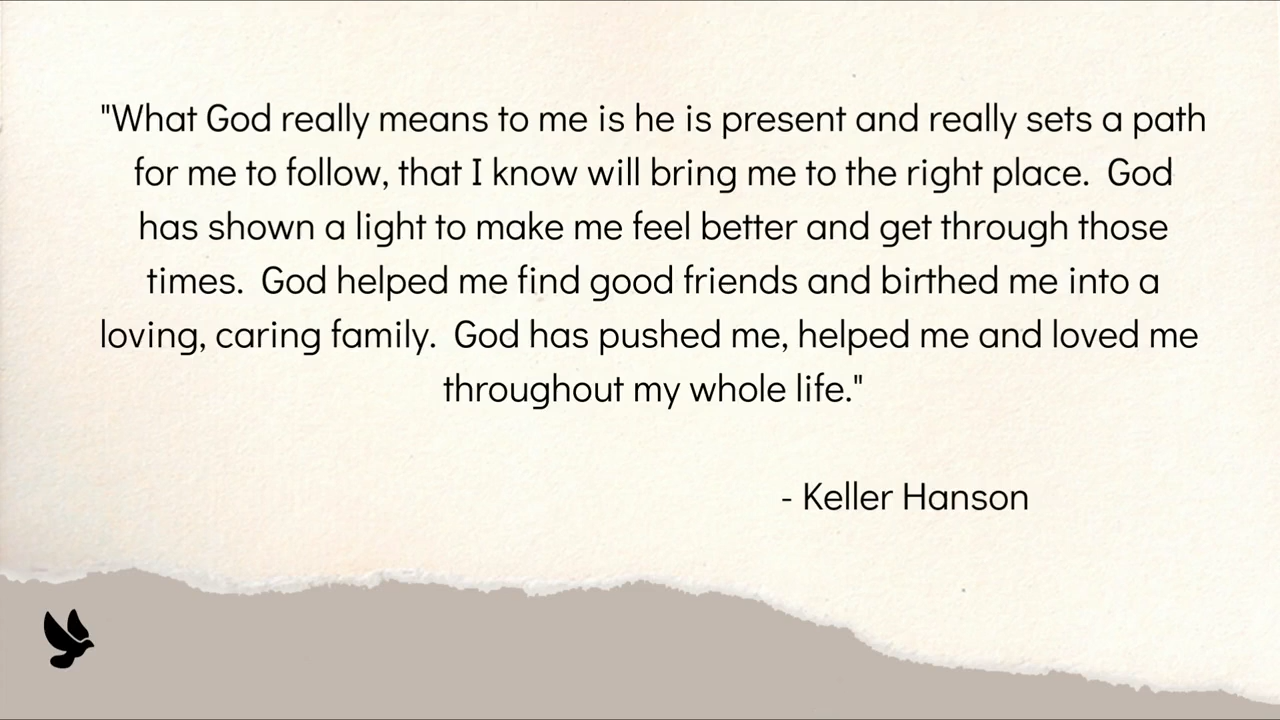 "What God really means to me is he is present and really sets a path
for me to follow, that I know will bring me to the right place.  God
has shown a light to make me feel better and get through those
times.  God helped me find good friends and birthed me into a
loving, caring family.  God has pushed me, helped me and loved me
throughout my whole life."
- Keller Hanson